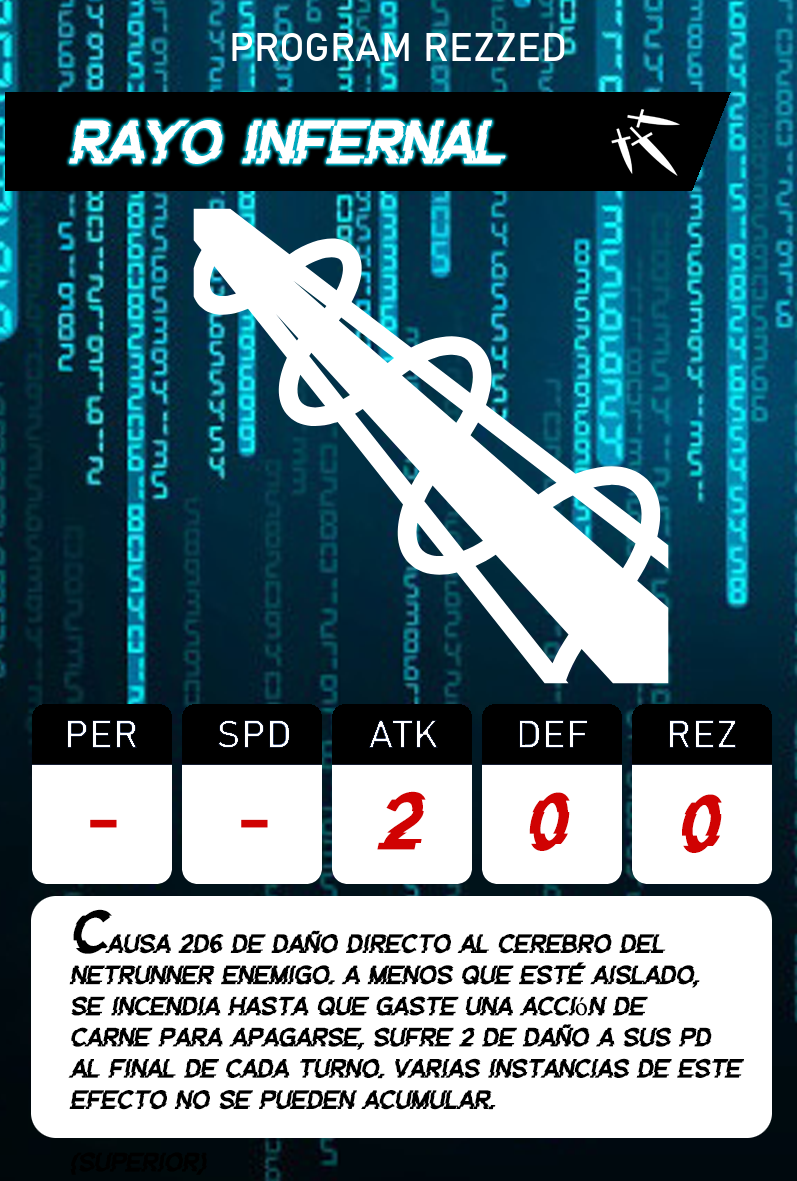 PROGRAM REZZED
RAYO INFERNAL
PER SPD ATK DEF REZ
- - 2 0 0
CAUSA 2D6 DE DAÑO DIRECTO AL CEREBRO DEL
NETRUNNER ENEMIGO. A MENOS QUE ESTÉ AISLADO,
SE INCENDIA HASTA QUE GASTE UNA ACCIóN DE
CARNE PARA APAGARSE, SUFRE 2 DE DAÑO A SUS PD
AL FINAL DE CADA TURNO. VARIAS INSTANCIAS DE ESTE
EFECTO NO SE PUEDEN ACUMULAR.
(SUPERIOR)